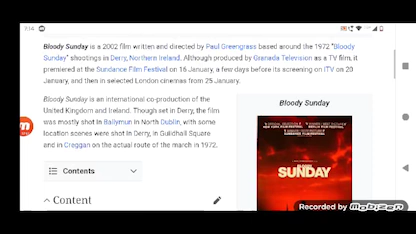 Bloody Sunday is a 2002 film written and directed by Paul Greengrass based around the 1972 "Bloody
Sunday" shootings in Derry, Northern Ireland. Although produced by Granada Television as a TV film, it
premiered at the Sundance Film Festival on 16 January, a few days before its screening on ITV on 20
January, and then in selected London cinemas from 25 January.
Bloody Sunday is an international co-production of the
United Kingdom and Ireland. Though set in Derry, the film
was mostly shot in Ballymun in North Dublin, with some
location scenes were shot in Derry, in Guildhall Square
and in Creggan on the actual route of the march in 1972.
Contents
Content
Bloody Sunday
SUNDAY
Recorded by Mobizen